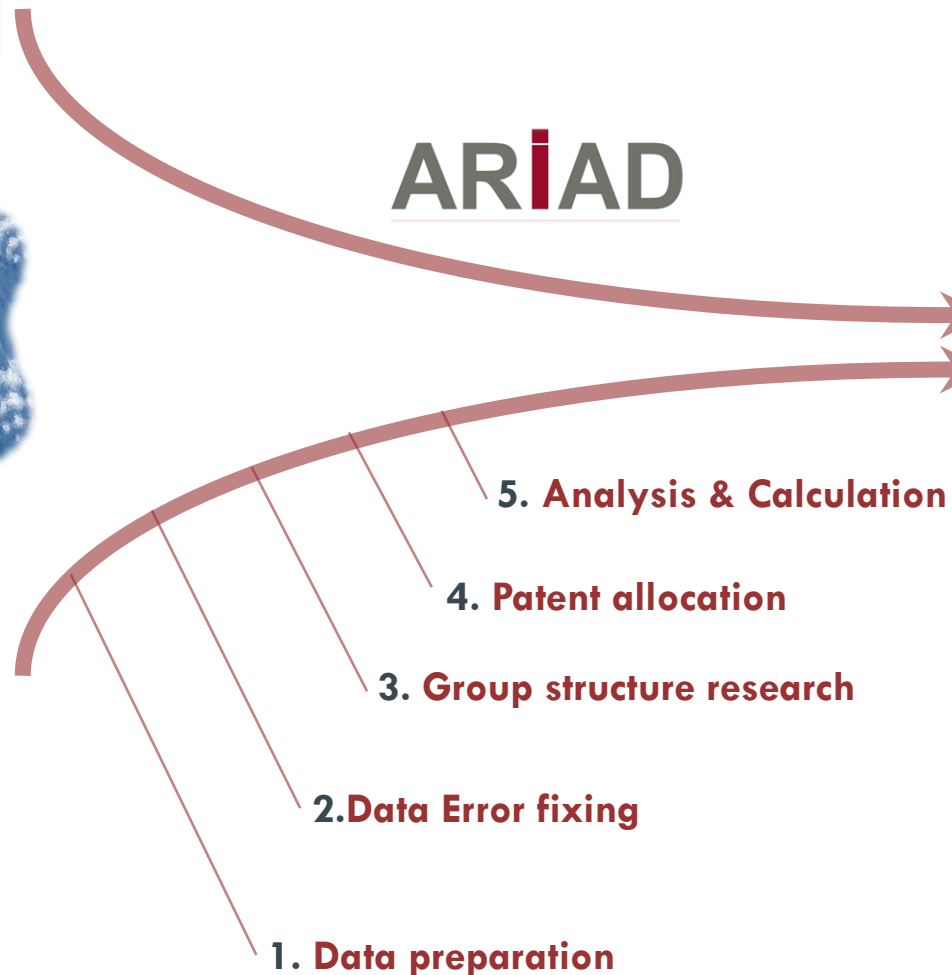 ARiAD
5. Analysis & Calculation
4. Patent allocation
3. Group structure research
2.Data Error fixing
1. Data preparation